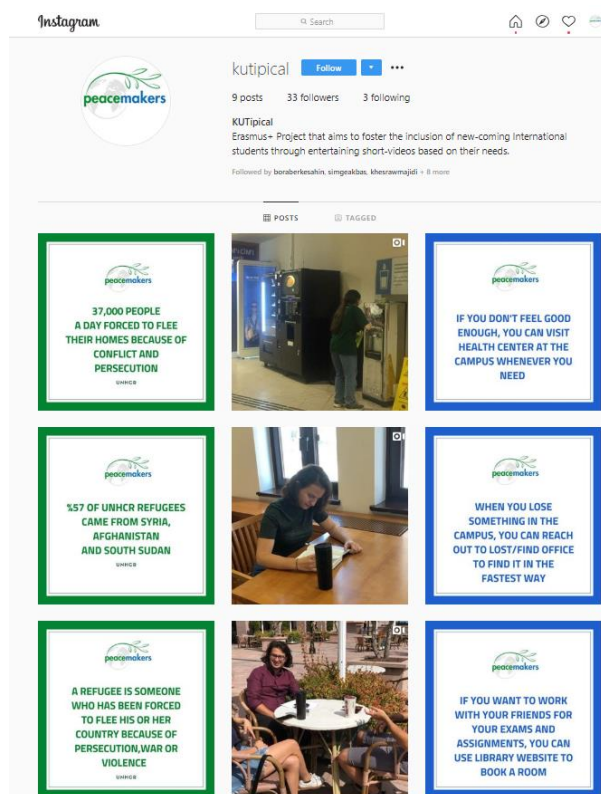 Instagram
Search
peacemakers
kutipical
Follow
9 posts 33 followers 3 following
KUTipical
Erasmus+ Project that aims to foster the inclusion of new-coming International
students through entertaining short-videos based on their needs.
Followed by boraberkesahin, simgeakbas, khesrawmajidi + 8 more
POSTS TAGGED
peacemakers
37,000 PEOPLE
A DAY FORCED TO FLEE
THEIR HOMES BECAUSE OF
CONFLICT AND
PERSECUTION
UNHCR
peacemakers
IF YOU DON'T FEEL GOOD
ENOUGH, YOU CAN VISIT
HEALTH CENTER AT THE
CAMPUS WHENEVER YOU
NEED
peacemakers
%57 OF UNHCR REFUGEES
CAME FROM SYRIA,
AFGHANISTAN
AND SOUTH SUDAN
UNHCR
peacemakers
WHEN YOU LOSE
SOMETHING IN THE
CAMPUS, YOU CAN REACH
OUT TO LOST/FIND OFFICE
TO FIND IT IN THE
FASTEST WAY
peacemakers
A REFUGEE IS SOMEONE
WHO HAS BEEN FORCED
TO FLEE HIS OR HER
COUNTRY BECAUSE OF
PERSECUTION,WAR OR
VIOLENCE
UNHCR
peacemakers
IF YOU WANT TO WORK
WITH YOUR FRIENDS FOR
YOUR EXAMS AND
ASSIGNMENTS, YOU CAN
USE LIBRARY WEBSITE TO
BOOK A ROOM